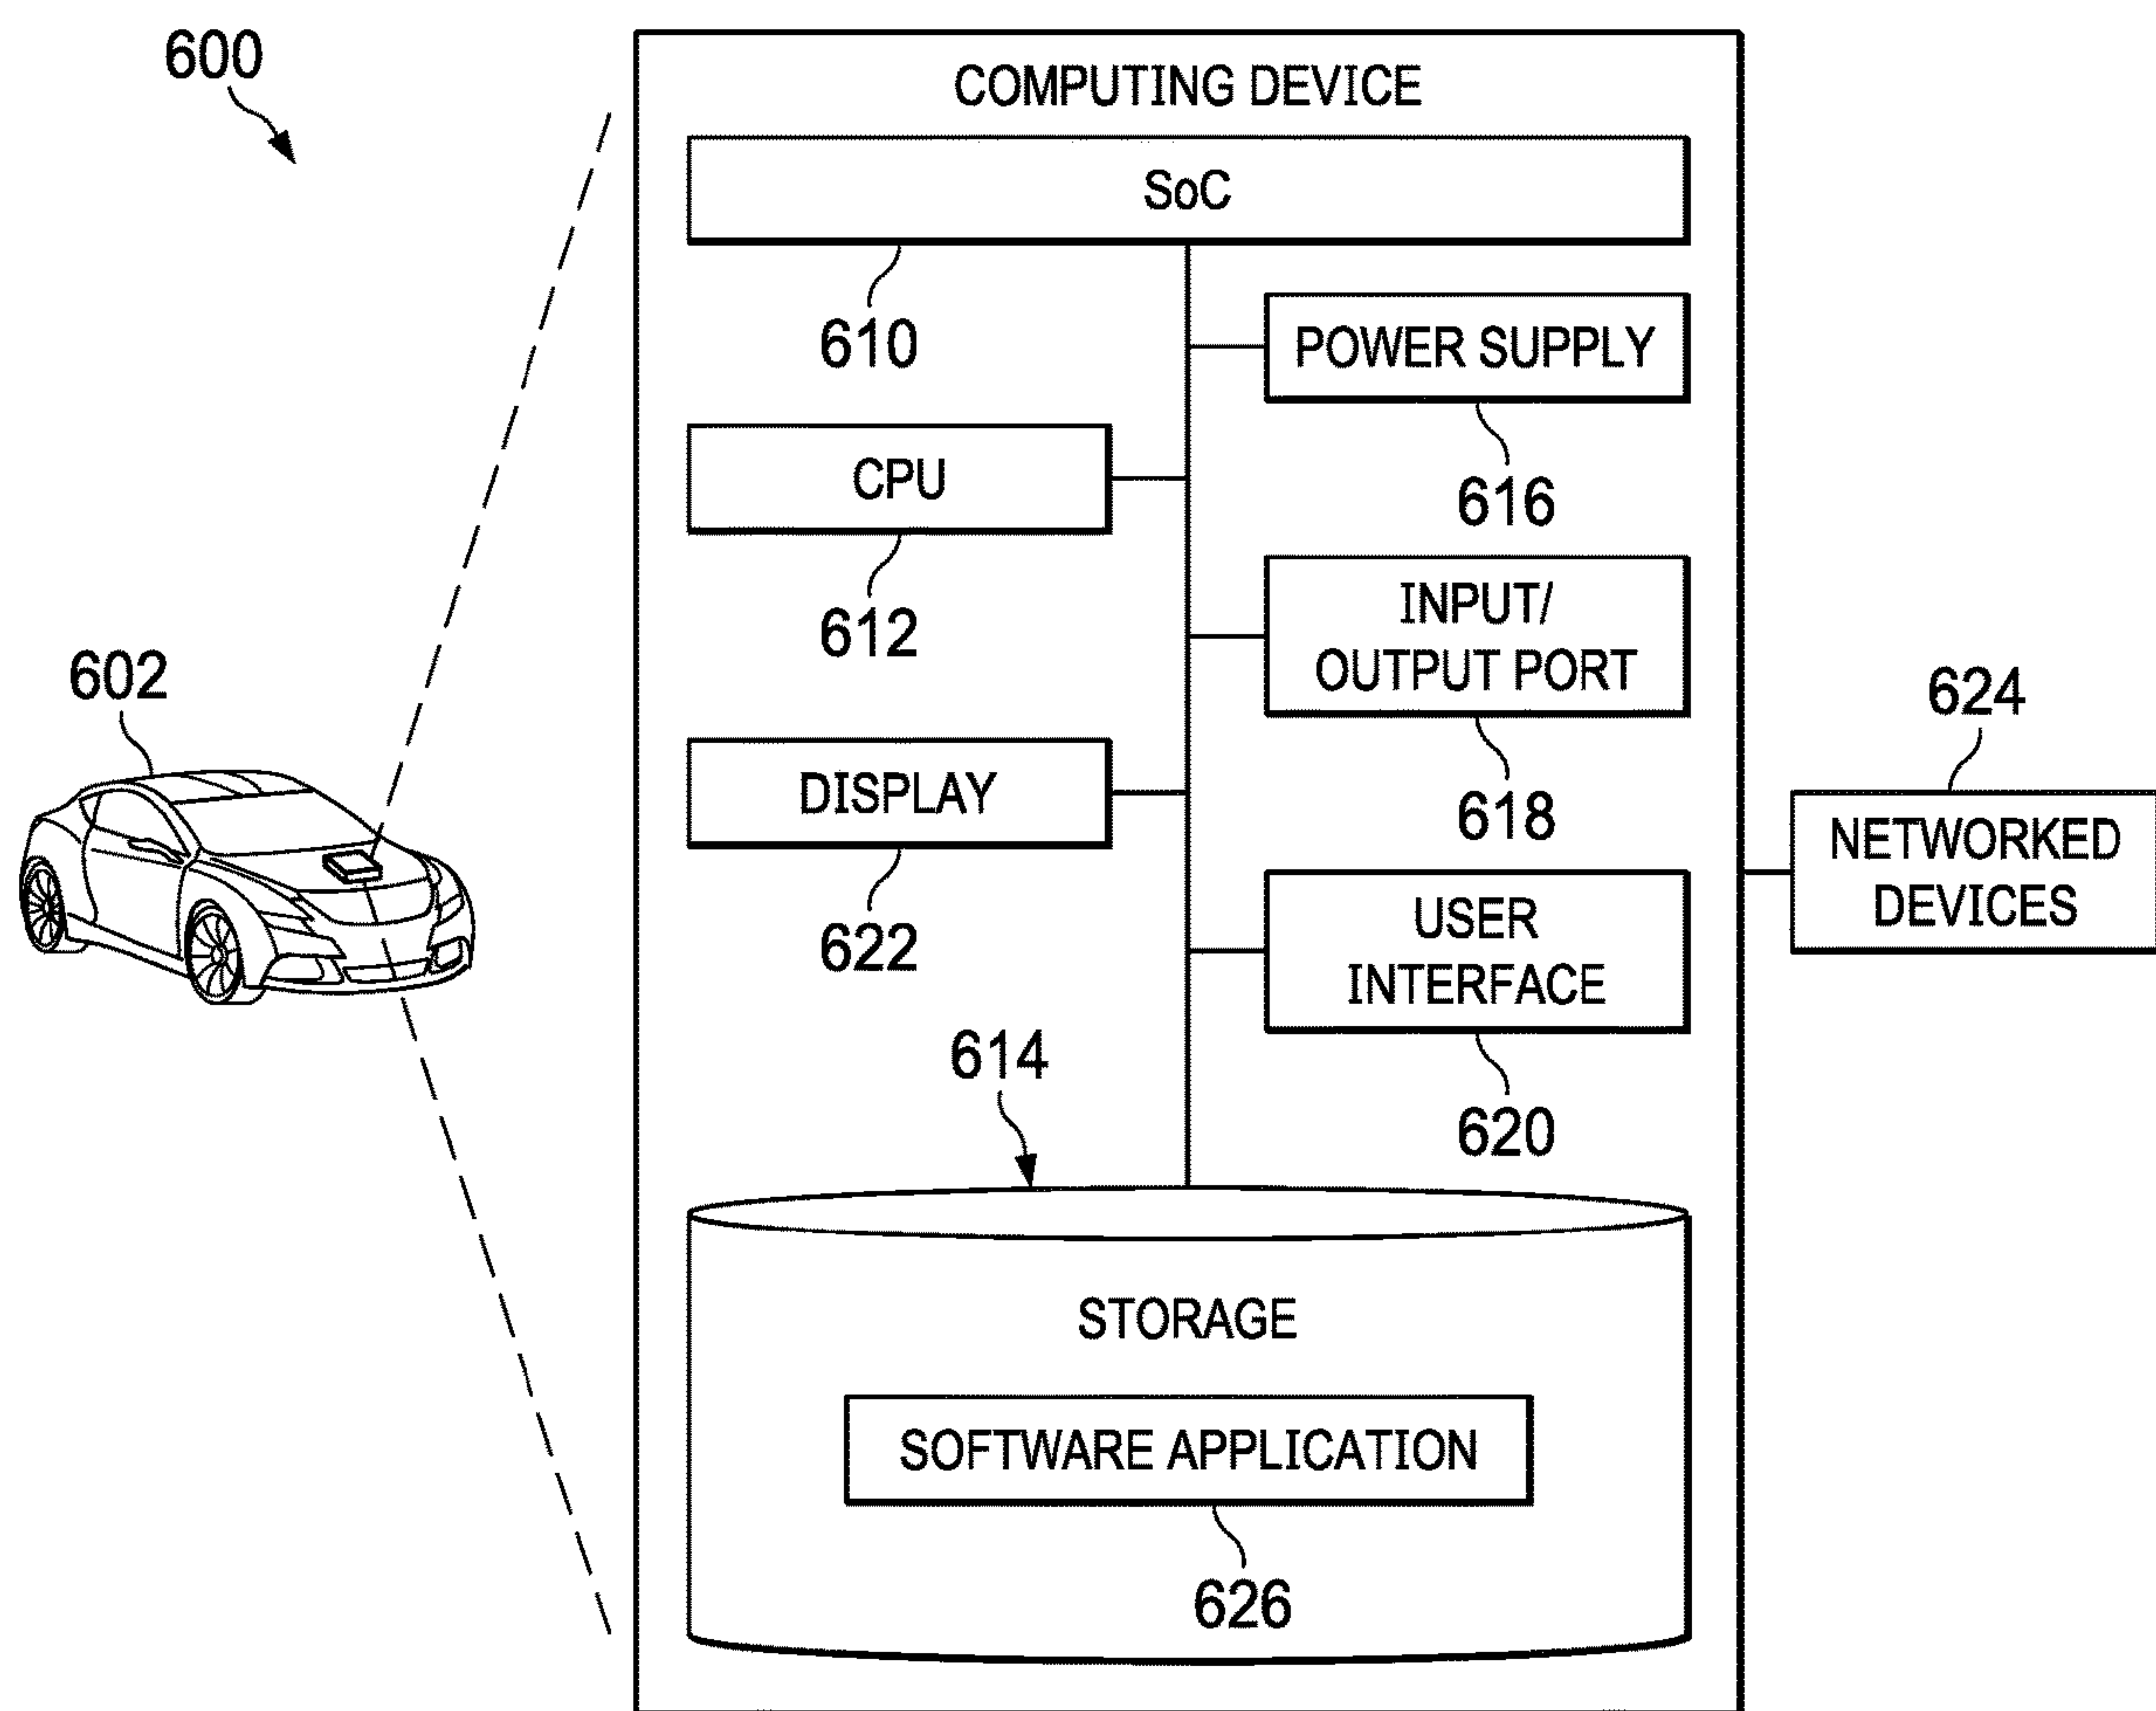 600
COMPUTING DEVICE
SoC
610
POWER SUPPLY
616
CPU
612
INPUT/
OUTPUT PORT
618
602
DISPLAY
622
624
NETWORKED
DEVICES
USER
INTERFACE
620
614
STORAGE
SOFTWARE APPLICATION
626